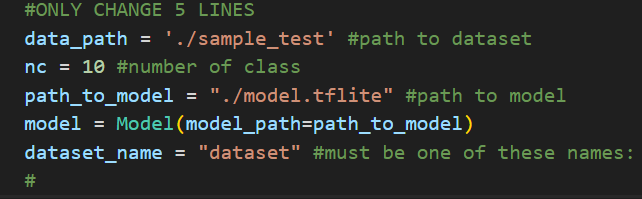 #ONLY CHANGE 5 LINES
data_path = './sample_test' #path to dataset
nc = 10 #number of class
path_to_model = "./model.tflite" #path to model
model = Model(model_path=path_to_model)
dataset_name = "dataset" #must be one of these names:
#